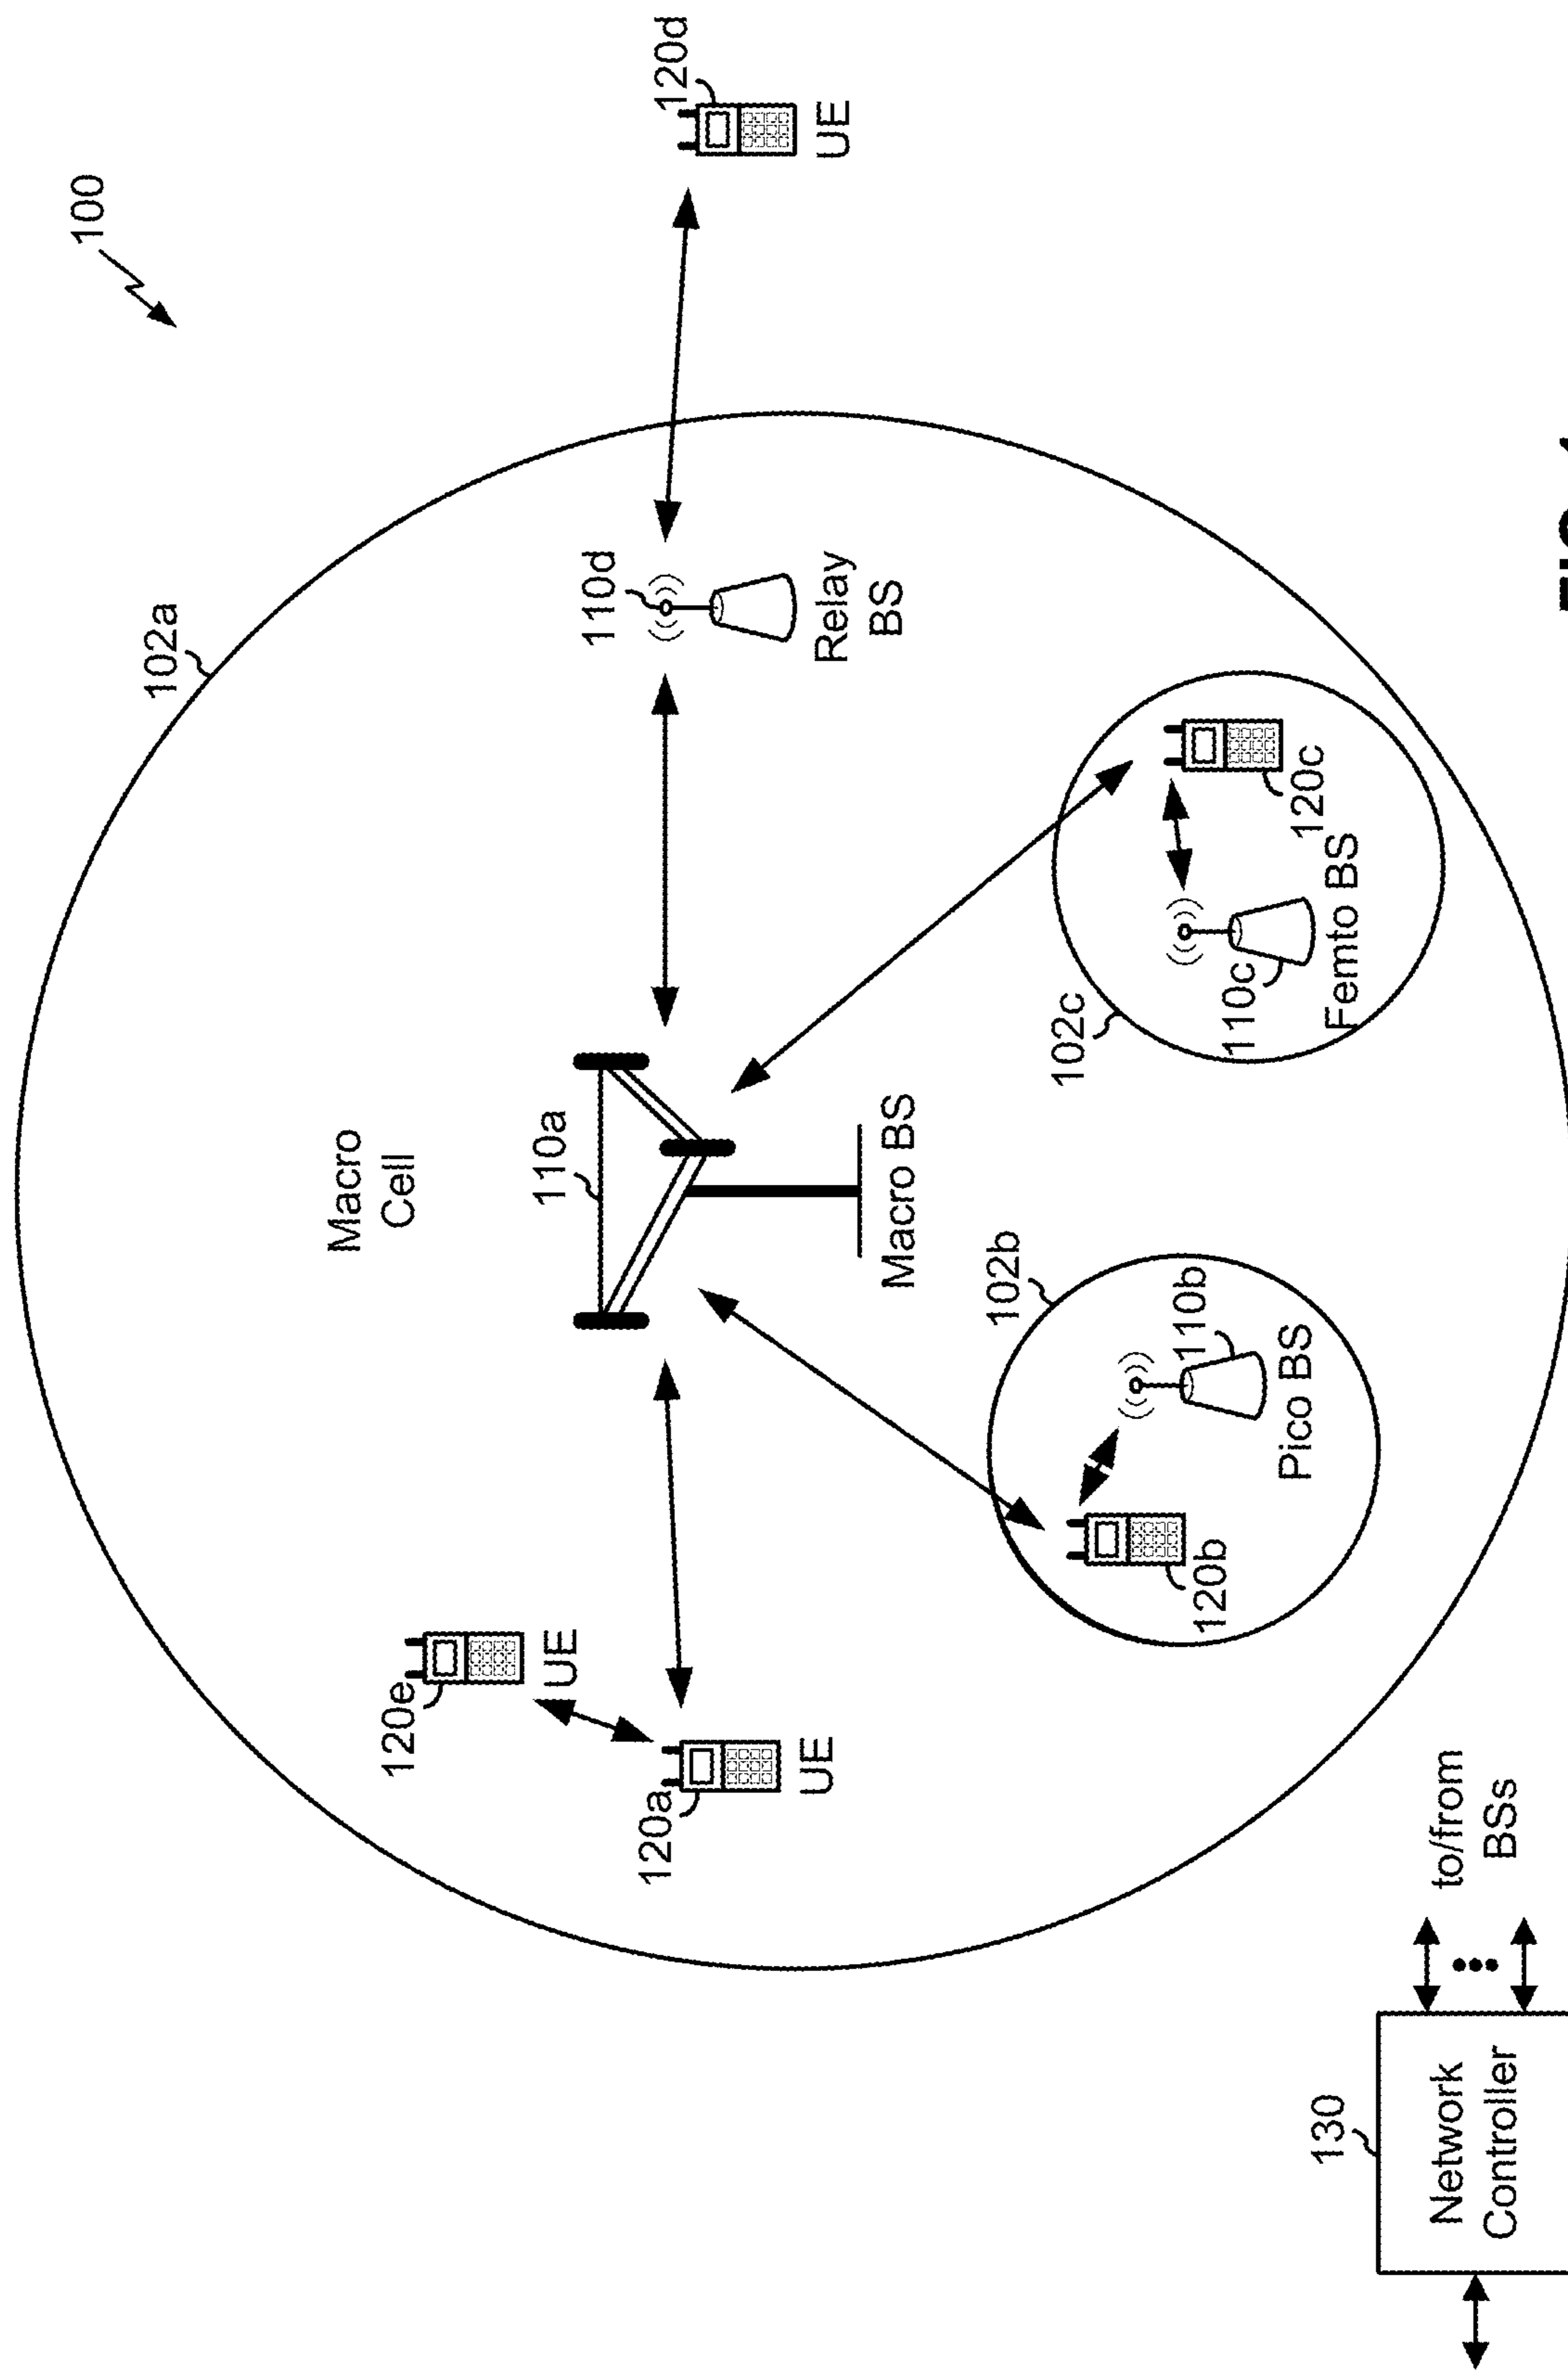 100
102a
Macro
Cell
120e
UE
110a
110d
120d
120a
UE
Relay
BS
UE
Macro BS
102b
102c
110b
120b
Pico BS
110c
120c
Femto BS
130
Network
Controller
to/from
BSs